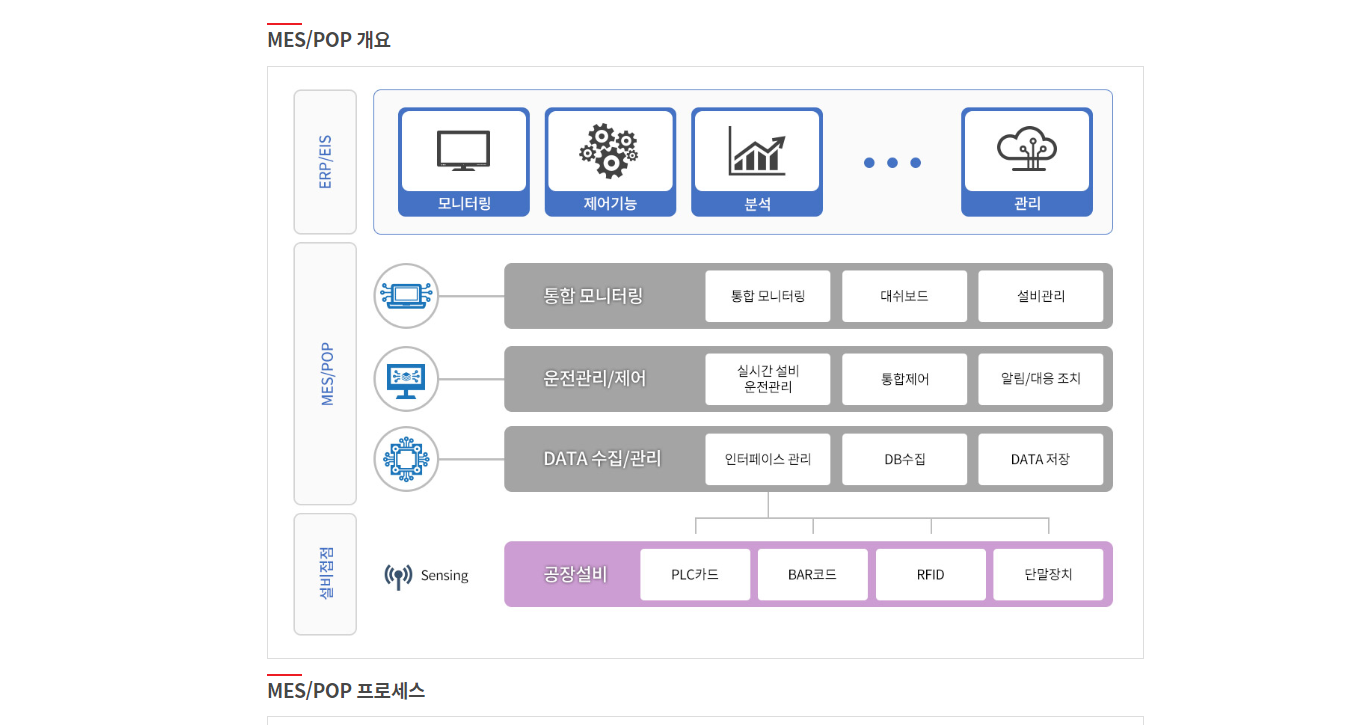 MES/POP 개요
ERP/EIS
모니터링
제어기능
분석
관리
MES/POP
통합 모니터링
통합 모니터링
대쉬보드
설비관리
운전관리/제어
실시간 설비
운전관리
통합제어
알림/대응 조치
DATA 수집/관리
인터페이스 관리
DB수집
DATA 저장
설비접점
Sensing
공장설비
PLC카드
BAR코드
RFID
단말장치
MES/POP 프로세스